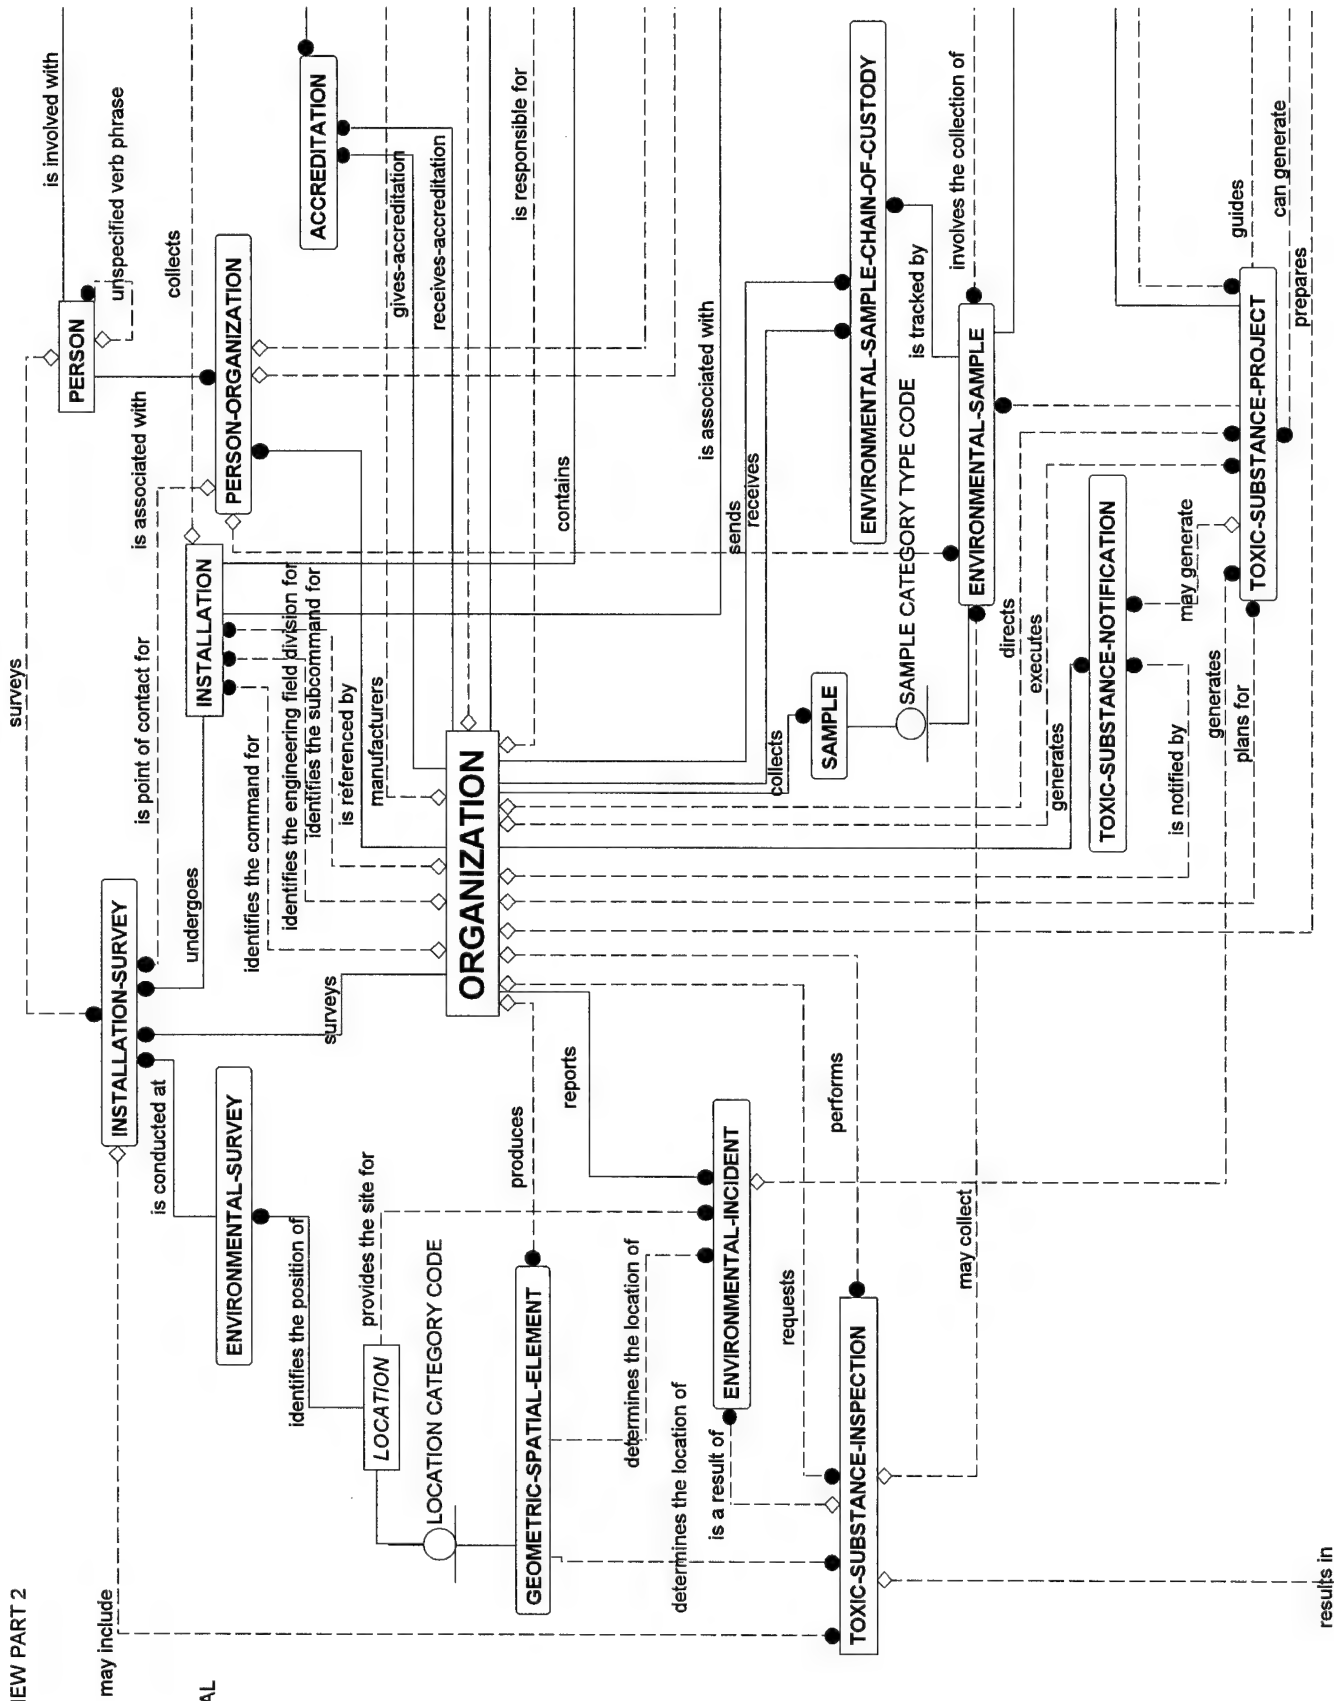 IEW PART 2
AL
may include
surveys
is involved with
PERSON
unspecified verb phrase
INSTALLATION-SURVEY
is conducted at
is point of contact for
is associated with
collects
undergoes
INSTALLATION
PERSON-ORGANIZATION
ACCREDITATION
ENVIRONMENTAL-SURVEY
surveys
identifies the command for
identifies the engineering field division for
identifies the subcommand for
is referenced by
manufacturers
gives-accreditation
receives-accreditation
is responsible for
identifies the position of
provides the site for
LOCATION
LOCATION CATEGORY CODE
ORGANIZATION
contains
is associated with
GEOMETRIC-SPATIAL-ELEMENT
produces
reports
sends
receives
collects
ENVIRONMENTAL-SAMPLE-CHAIN-OF-CUSTODY
determines the location of
determines the location of
is a result of
ENVIRONMENTAL-INCIDENT
requests
performs
SAMPLE
SAMPLE CATEGORY TYPE CODE
is tracked by
involves the collection of
ENVIRONMENTAL-SAMPLE
TOXIC-SUBSTANCE-INSPECTION
may collect
directs
executes
generates
TOXIC-SUBSTANCE-NOTIFICATION
is notified by
may generate
generates
plans for
TOXIC-SUBSTANCE-PROJECT
guides
can generate
prepares
results in